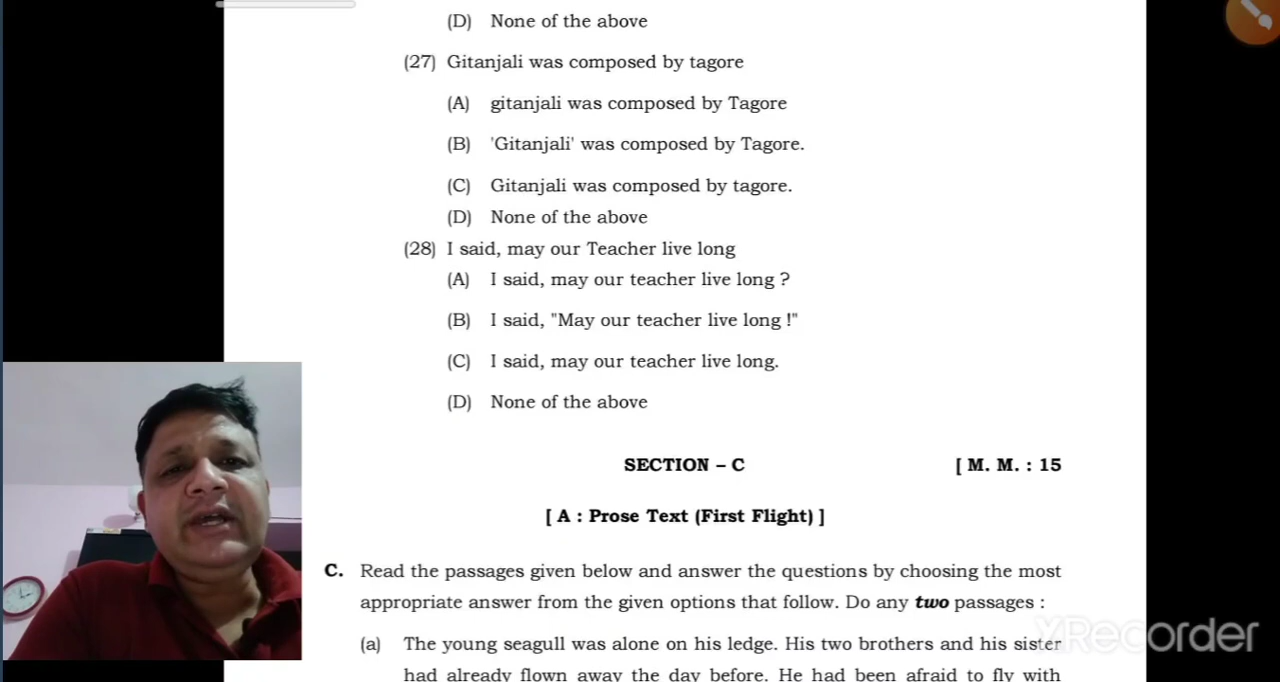 (D) None of the above
(27) Gitanjali was composed by tagore
(A) gitanjali was composed by Tagore
(B) 'Gitanjali' was composed by Tagore.
(C) Gitanjali was composed by tagore.
(D) None of the above
(28) I said, may our Teacher live long
(A) I said, may our teacher live long ?
(B) I said, "May our teacher live long !"
(C) I said, may our teacher live long.
(D) None of the above
SECTION – C [ M. M. : 15
[ A : Prose Text (First Flight) ]
C. Read the passages given below and answer the questions by choosing the most
appropriate answer from the given options that follow. Do any two passages :
(a) The young seagull was alone on his ledge. His two brothers and his sister
had already flown away the day before. He had been afraid to fly with
XRecorder